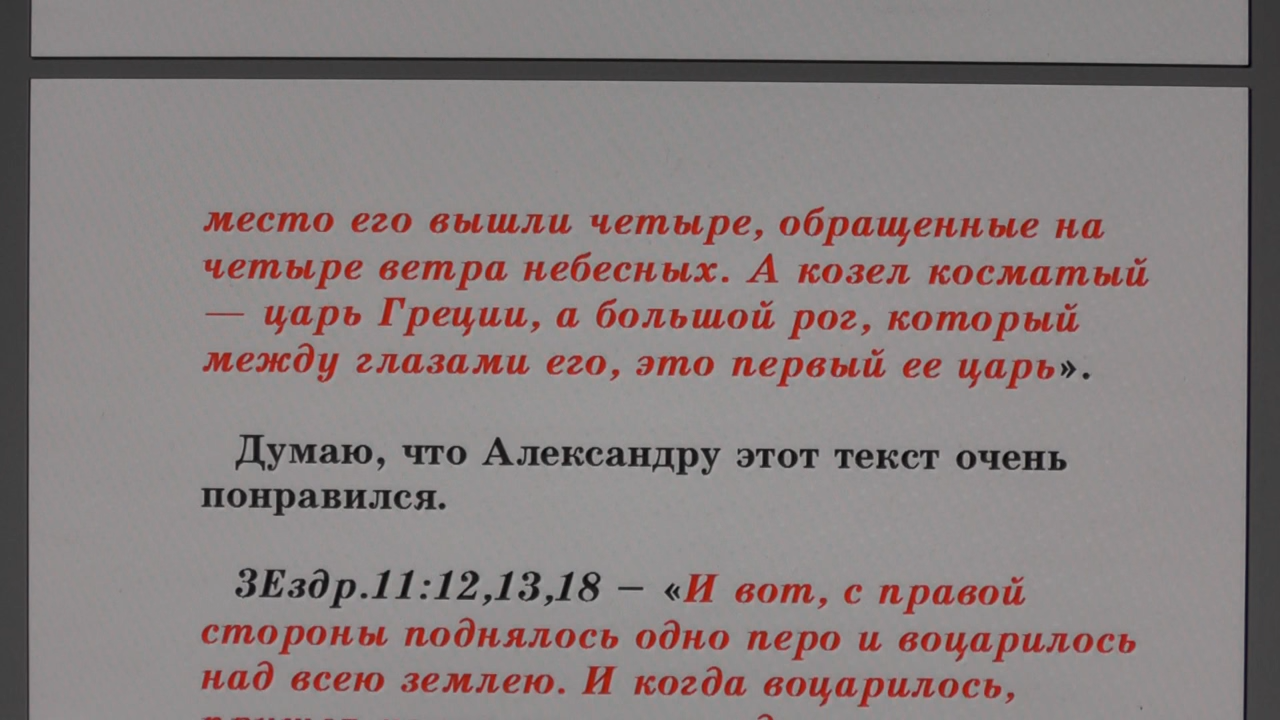 место его вышли четыре, обращенные на
четыре ветра небесных. А козел косматый
— царь Греции, а большой рог, который
между глазами его, это первый ее царь».
Думаю, что Александру этот текст очень
понравился.
3Ездр.11:12,13,18 – «И вот, с правой
стороны поднялось одно перо и воцарилось
над всею землею. И когда воцарилось,